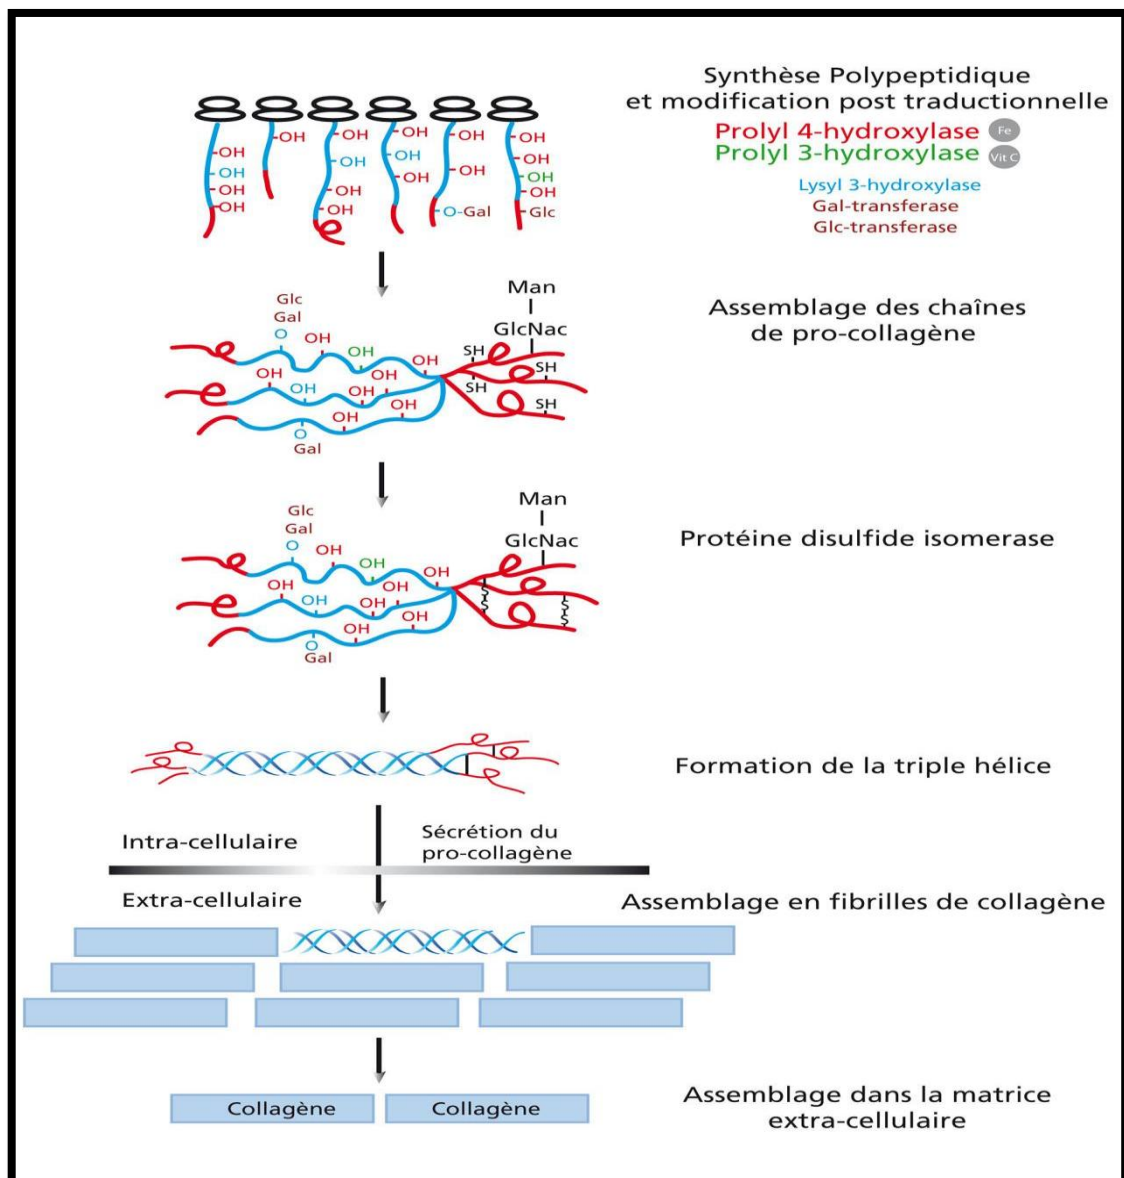 Synthèse Polypeptidique
et modification post traductionnelle
Prolyl 4-hydroxylase Fe
Prolyl 3-hydroxylase Vit C
Lysyl 3-hydroxylase
Gal-transferase
Glc-transferase
OH OH OH OH
OH
OH OH OH OH
OH OH OH
OH OH O-Gal
OH OH OH OH Glc
Assemblage des chaînes
de pro-collagène
Man
GlcNac
Glc
Gal
O OH OH OH SH SH
OH OH OH OH SH
OH OH SH
O
Gal
Protéine disulfide isomerase
Man
GlcNac
Glc
Gal
O OH OH OH
OH OH OH OH S S
OH OH S S
O
Gal
Formation de la triple hélice
Intra-cellulaire
Sécrétion du
pro-collagène
Extra-cellulaire
Assemblage en fibrilles de collagène
Collagène Collagène
Assemblage dans la matrice
extra-cellulaire